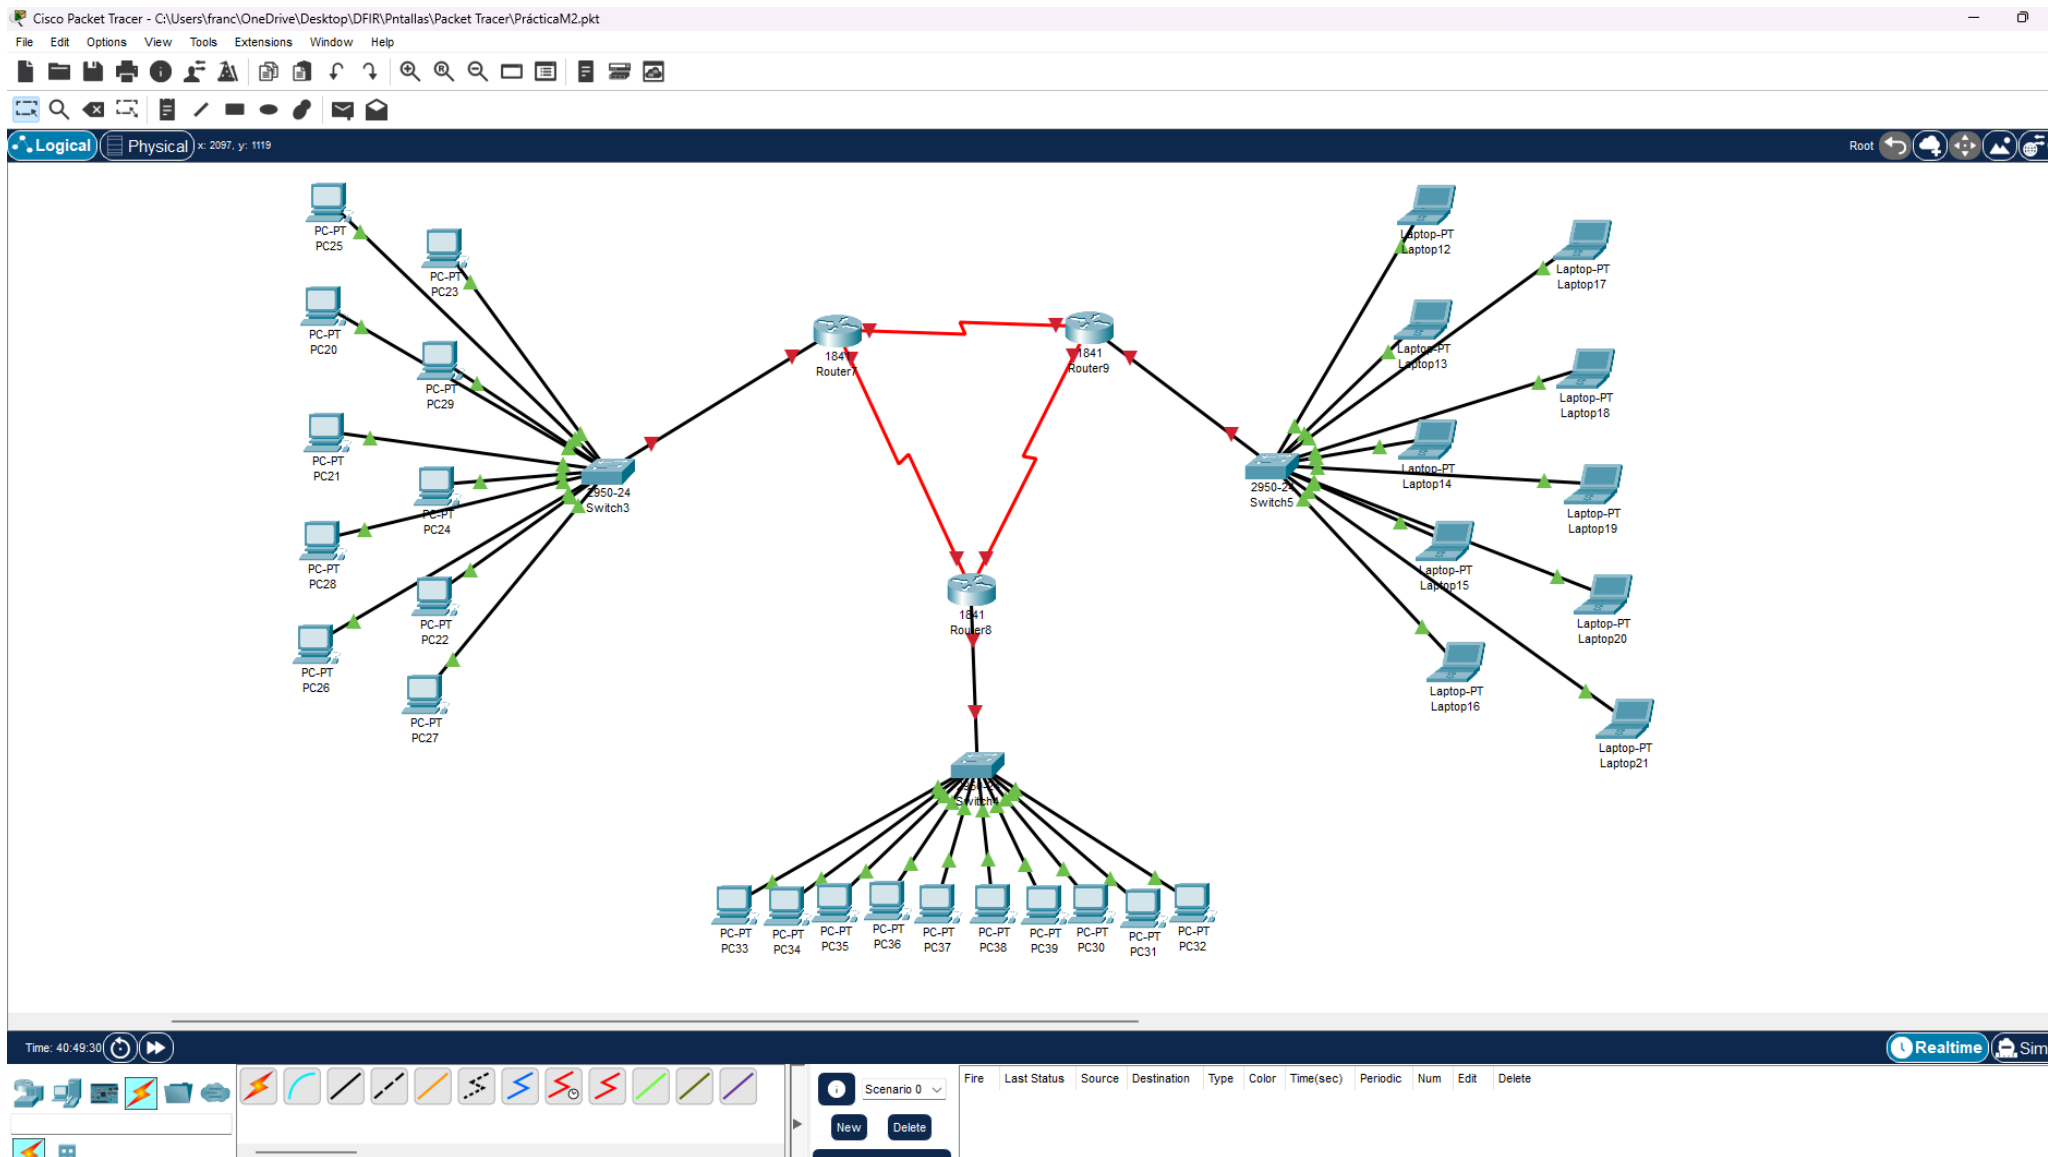 Cisco Packet Tracer - C:\Users\franc\OneDrive\Desktop\DFIR\Pntallas\Packet Tracer\PrácticaM2.pkt
File Edit Options View Tools Extensions Window Help
Logical Physical x: 2097, y: 1119 Root
PC-PT
PC25
PC-PT
PC23
PC-PT
PC20
PC-PT
PC29
PC-PT
PC21
PC-PT
PC24
PC-PT
PC28
PC-PT
PC22
PC-PT
PC26
PC-PT
PC27
2950-24
Switch3
1841
Router7
1841
Router9
1841
Router8
2950-24
Switch5
2950-24
Switch4
Laptop-PT
Laptop12
Laptop-PT
Laptop17
Laptop-PT
Laptop13
Laptop-PT
Laptop18
Laptop-PT
Laptop14
Laptop-PT
Laptop19
Laptop-PT
Laptop15
Laptop-PT
Laptop20
Laptop-PT
Laptop16
Laptop-PT
Laptop21
PC-PT
PC33
PC-PT
PC34
PC-PT
PC35
PC-PT
PC36
PC-PT
PC37
PC-PT
PC38
PC-PT
PC39
PC-PT
PC30
PC-PT
PC31
PC-PT
PC32
Time: 40:49:30 Realtime Sim
Scenario 0
New Delete
Fire Last Status Source Destination Type Color Time(sec) Periodic Num Edit Delete